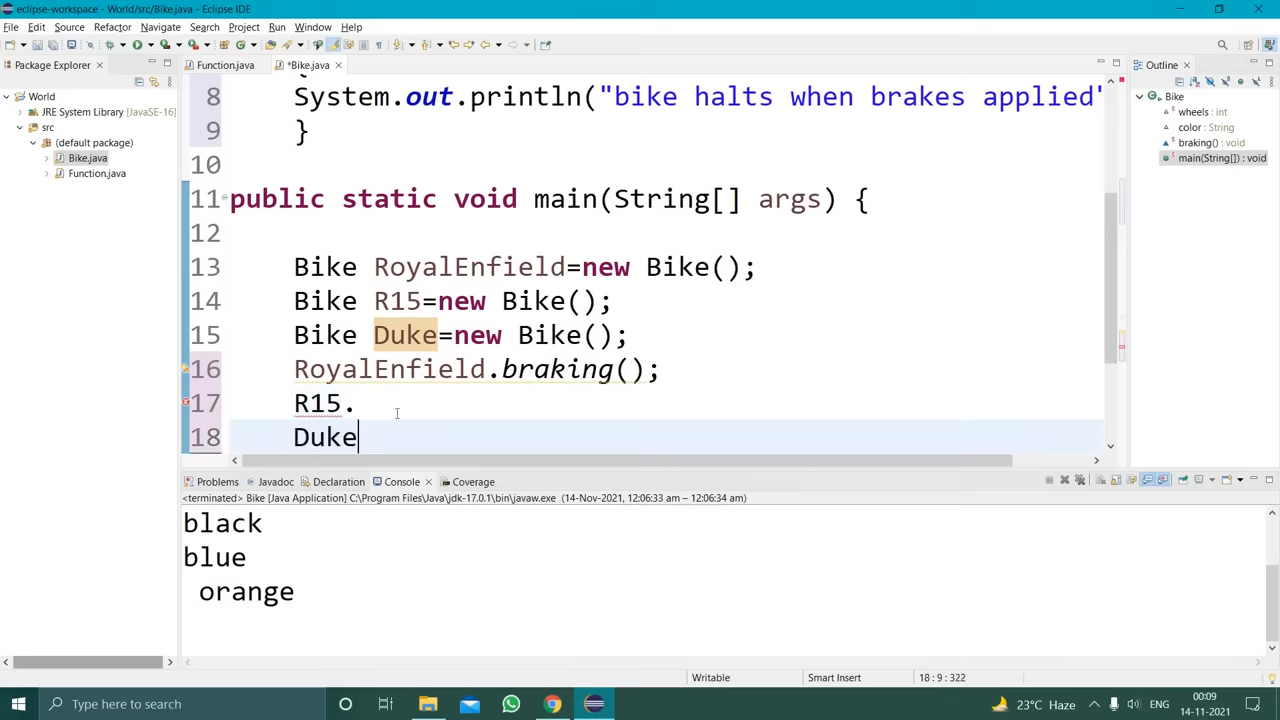 eclipse-workspace - World/src/Bike.java - Eclipse IDE
File Edit Source Refactor Navigate Search Project Run Window Help
Package Explorer
Function.java
*Bike.java
Outline
World
JRE System Library [JavaSE-16]
src
(default package)
Bike.java
Function.java
8 System.out.println("bike halts when brakes applied"
9 }
10
11 public static void main(String[] args) {
12
13 Bike RoyalEnfield=new Bike();
14 Bike R15=new Bike();
15 Bike Duke=new Bike();
16 RoyalEnfield.braking();
17 R15.
18 Duke
Bike
wheels : int
color : String
braking() : void
main(String[]) : void
Problems Javadoc Declaration Console Coverage
<terminated> Bike [Java Application] C:\Program Files\Java\jdk-17.0.1\bin\javaw.exe (14-Nov-2021, 12:06:33 am – 12:06:34 am)
black
blue
orange
Writable Smart Insert 18 : 9 : 322
Type here to search
23°C Haze
ENG
00:09
14-11-2021